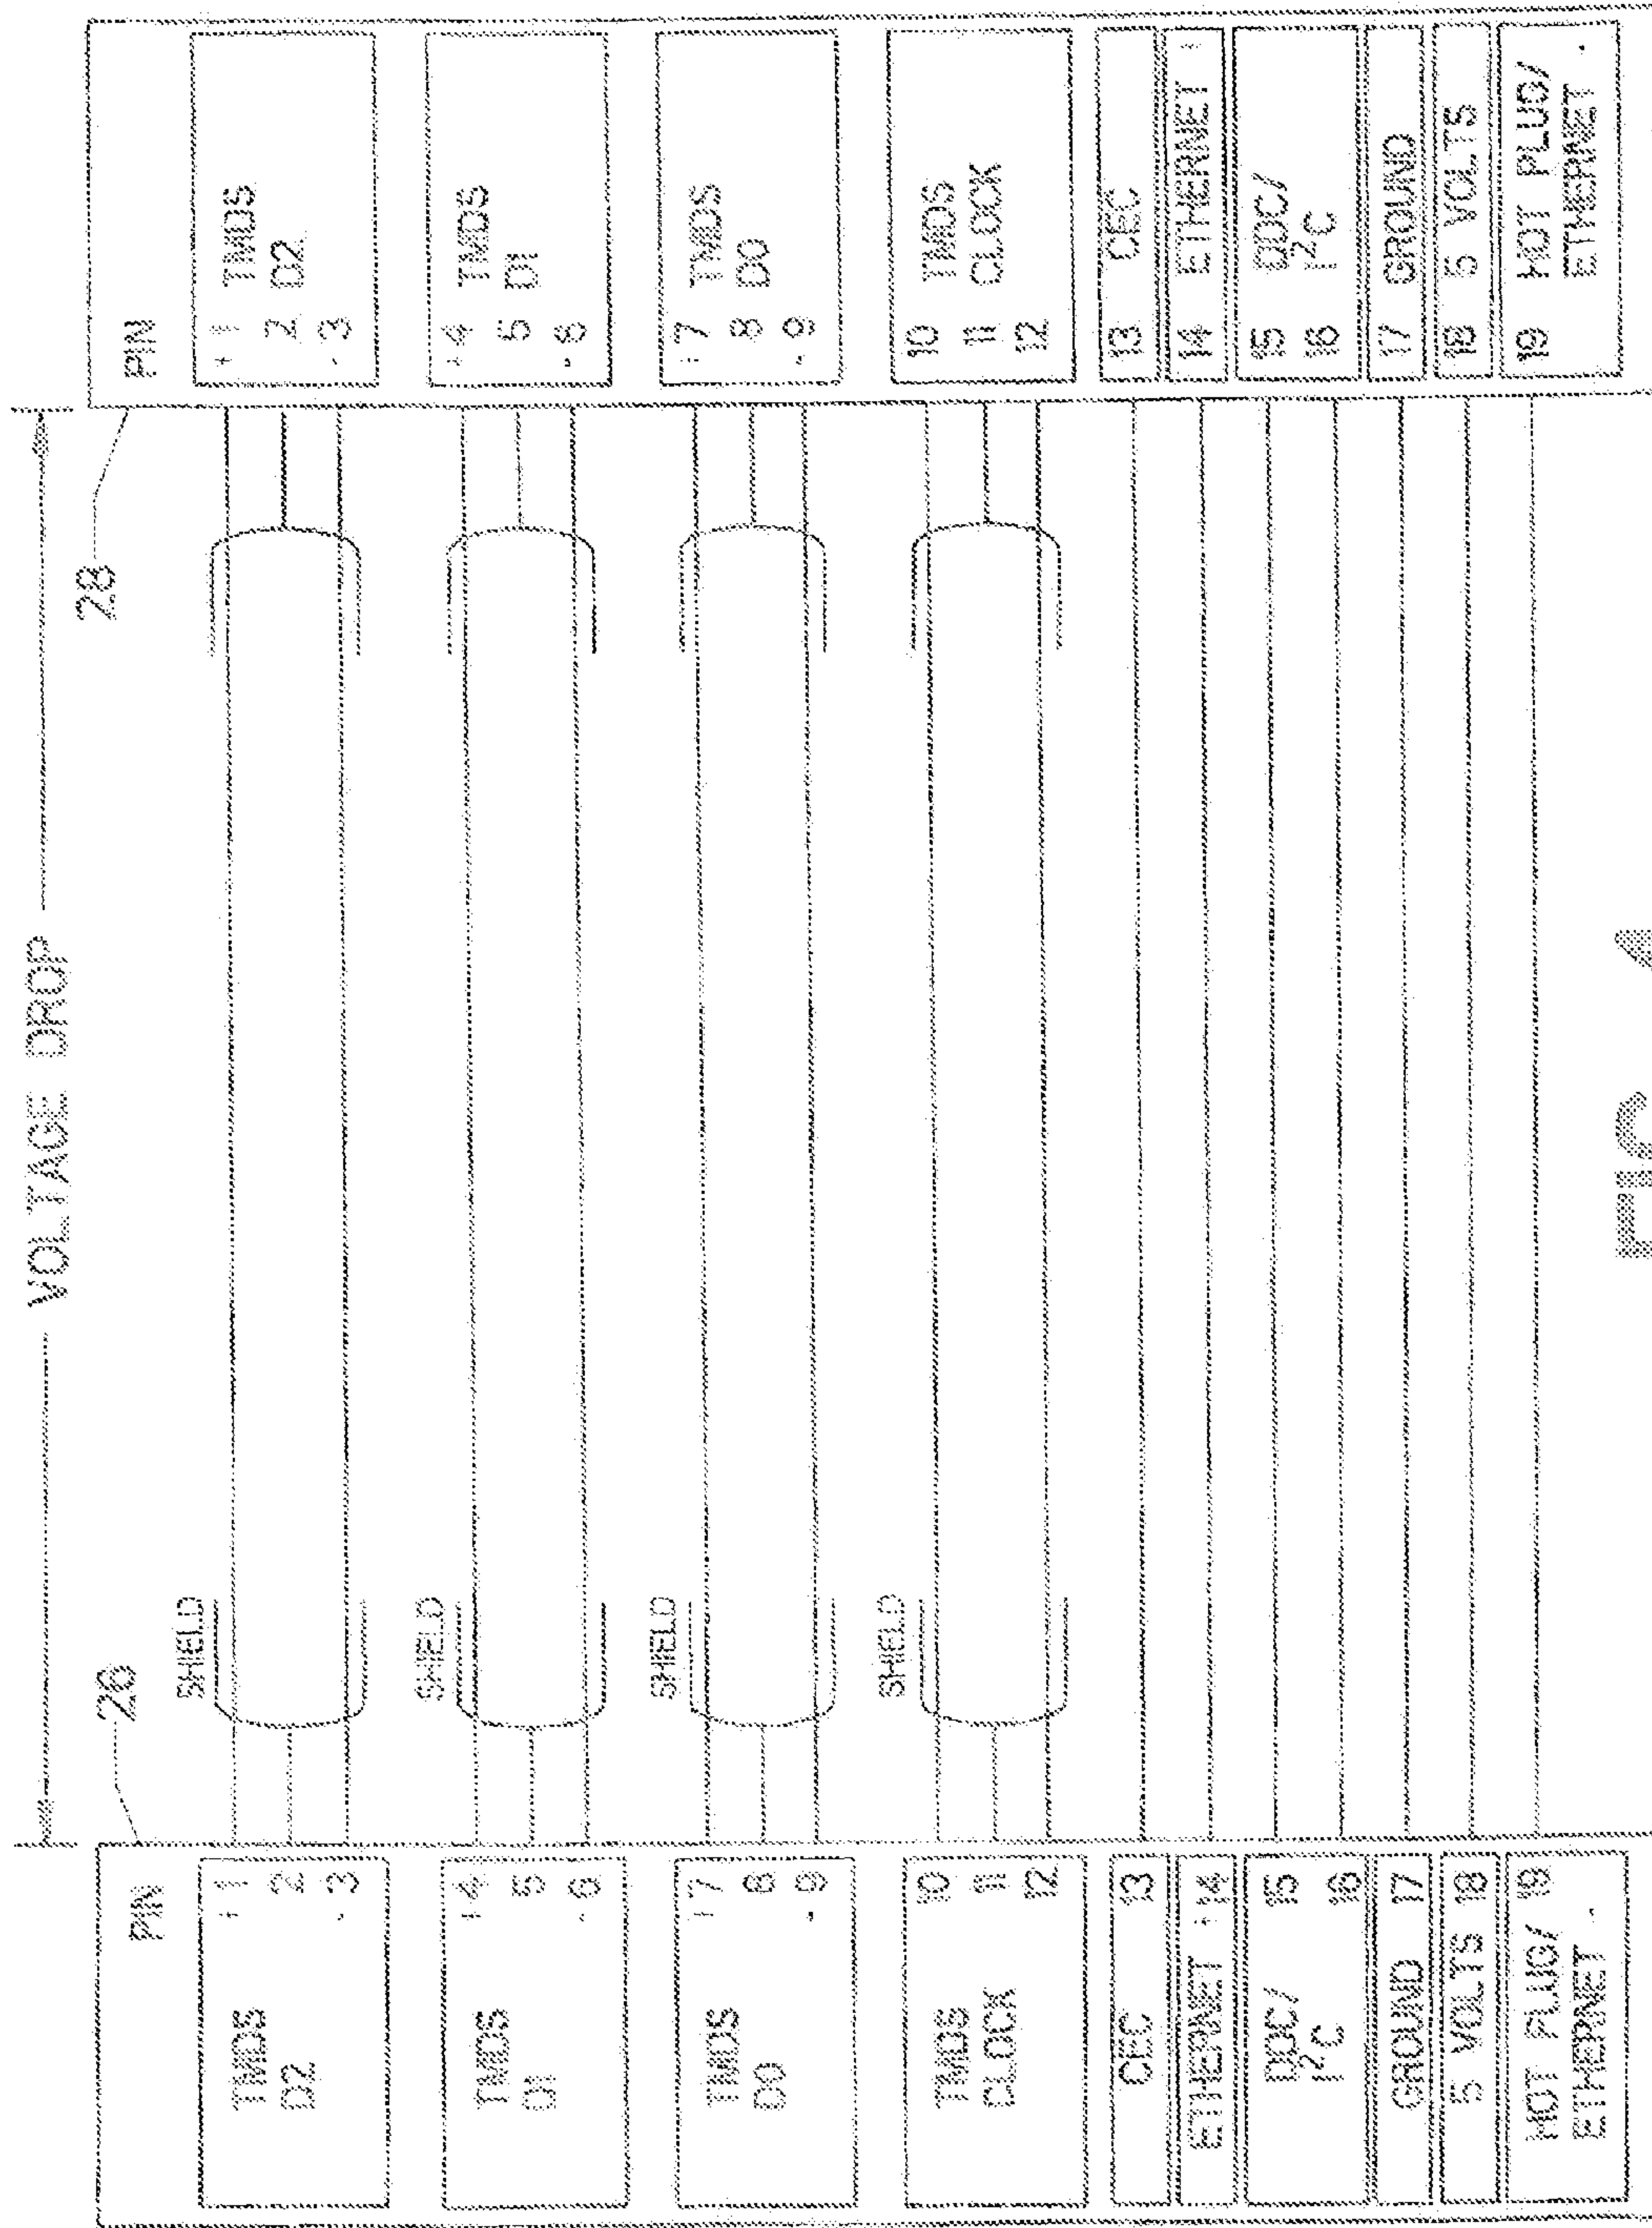 VOLTAGE DROP
26
28
PIN
TMDS
D2
+1
2
-3
TMDS
D1
+4
5
-6
TMDS
D0
+7
8
-9
TMDS
CLOCK
10
11
12
CEC 13
ETHERNET + 14
DDC/
I²C
15
16
GROUND 17
5 VOLTS 18
HOT PLUG/ 19
ETHERNET -
SHIELD
SHIELD
SHIELD
SHIELD
PIN
+1
2
-3
TMDS
D2
+4
5
-6
TMDS
D1
+7
8
-9
TMDS
D0
10
11
12
TMDS
CLOCK
13 CEC
14 ETHERNET +
15
16
DDC/
I²C
17 GROUND
18 5 VOLTS
19 HOT PLUG/
ETHERNET -
FIG. 4